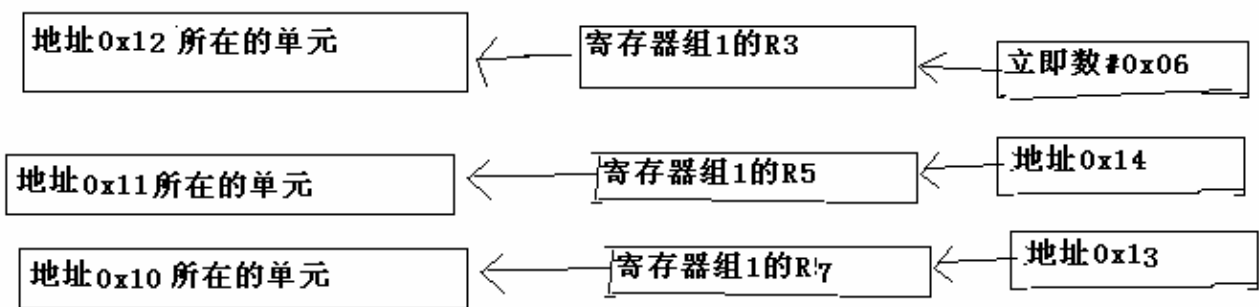 地址0x12 所在的单元
寄存器组1的R3
立即数#0x06
地址0x11所在的单元
寄存器组1的R5
地址0x14
地址0x10 所在的单元
寄存器组1的R7
地址0x13